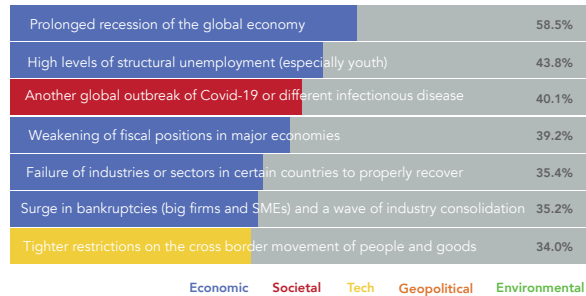 Prolonged recession of the global economy 58.5%
High levels of structural unemployment (especially youth) 43.8%
Another global outbreak of Covid-19 or different infectionous disease 40.1%
Weakening of fiscal positions in major economies 39.2%
Failure of industries or sectors in certain countries to properly recover 35.4%
Surge in bankruptcies (big firms and SMEs) and a wave of industry consolidation 35.2%
Tighter restrictions on the cross border movement of people and goods 34.0%
Economic Societal Tech Geopolitical Environmental